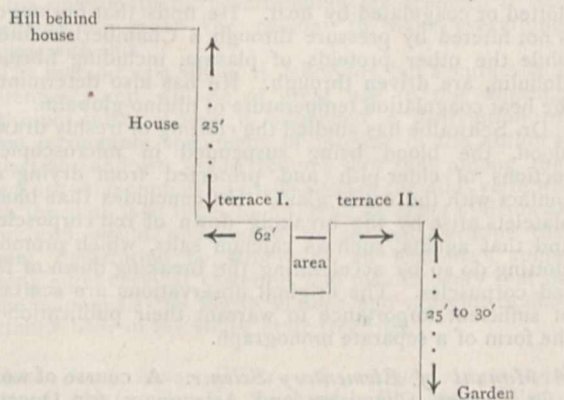 Hill behind
house
House
25′
terrace I.
terrace II.
62′
area
25′ to 30′
Garden